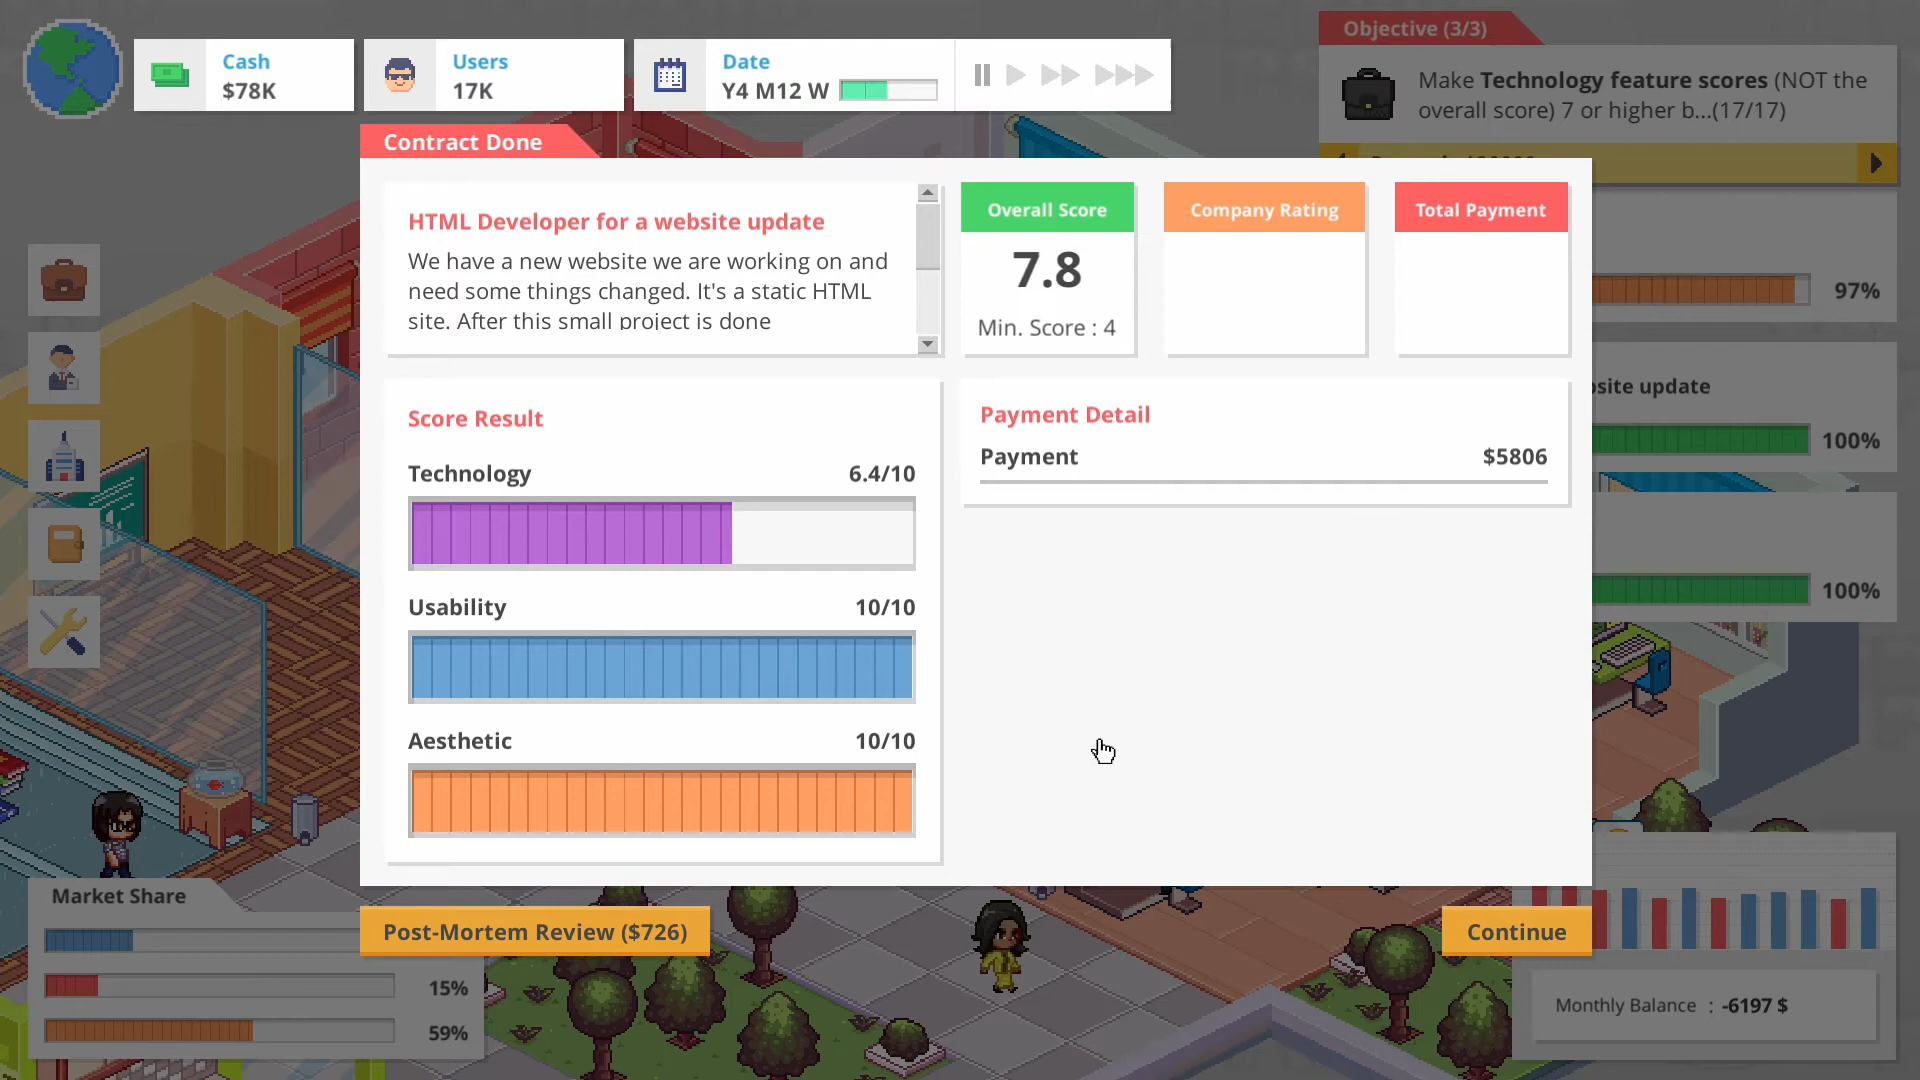 Objective (3/3)
Cash
$78K
Users
17K
Date
Y4 M12 W
Make Technology feature scores (NOT the
overall score) 7 or higher b...(17/17)
Contract Done
HTML Developer for a website update
We have a new website we are working on and
need some things changed. It's a static HTML
site. After this small project is done
Overall Score
7.8
Min. Score : 4
Company Rating
Total Payment
97%
site update
100%
100%
Score Result
Technology
6.4/10
Usability
10/10
Aesthetic
10/10
Payment Detail
Payment
$5806
Market Share
15%
59%
Post-Mortem Review ($726)
Continue
Monthly Balance : -6197 $